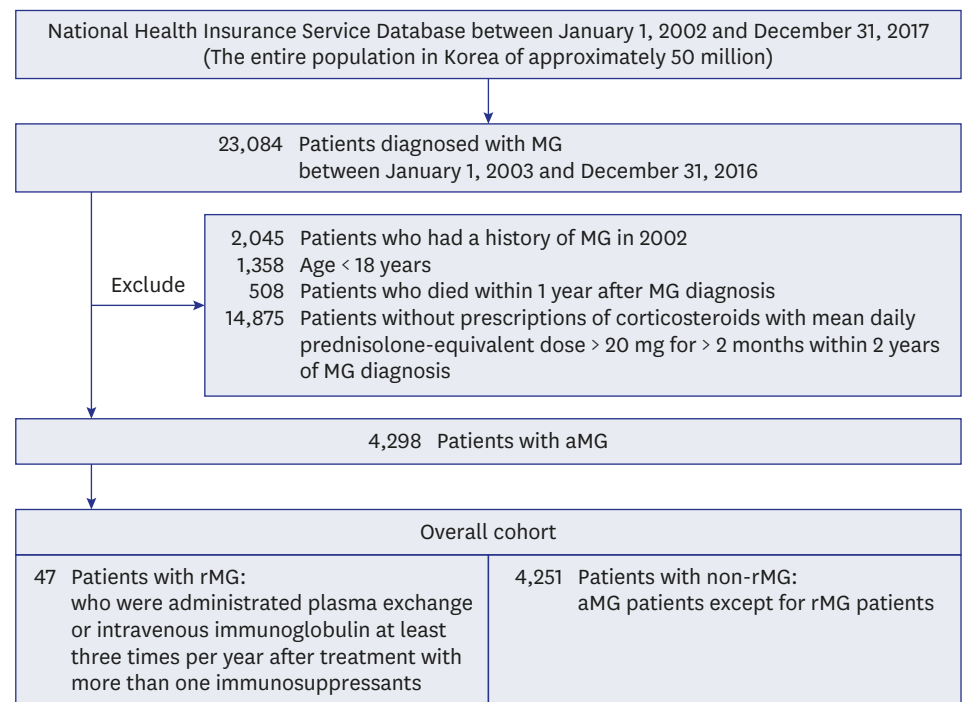 National Health Insurance Service Database between January 1, 2002 and December 31, 2017
(The entire population in Korea of approximately 50 million)
23,084 Patients diagnosed with MG
between January 1, 2003 and December 31, 2016
Exclude
2,045 Patients who had a history of MG in 2002
1,358 Age < 18 years
508 Patients who died within 1 year after MG diagnosis
14,875 Patients without prescriptions of corticosteroids with mean daily
prednisolone-equivalent dose > 20 mg for > 2 months within 2 years
of MG diagnosis
4,298 Patients with aMG
Overall cohort
47 Patients with rMG:
who were administrated plasma exchange
or intravenous immunoglobulin at least
three times per year after treatment with
more than one immunosuppressants
4,251 Patients with non-rMG:
aMG patients except for rMG patients